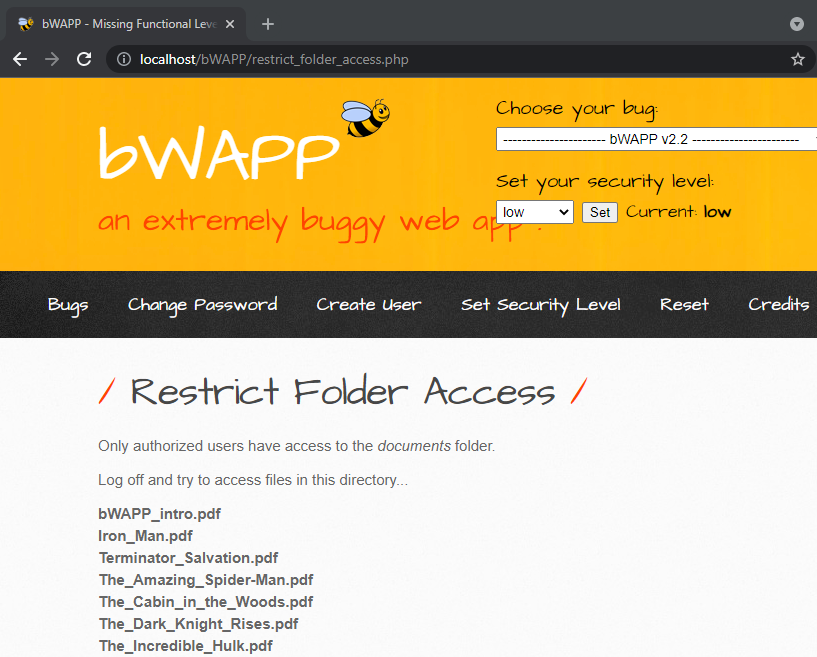 bWAPP - Missing Functional Leve
localhost/bWAPP/restrict_folder_access.php
bWAPP
an extremely buggy web app !
Choose your bug:
---------------------- bWAPP v2.2 -----------------------
Set your security level:
low Set Current: low
Bugs Change Password Create User Set Security Level Reset Credits
/ Restrict Folder Access /
Only authorized users have access to the documents folder.
Log off and try to access files in this directory...
bWAPP_intro.pdf
Iron_Man.pdf
Terminator_Salvation.pdf
The_Amazing_Spider-Man.pdf
The_Cabin_in_the_Woods.pdf
The_Dark_Knight_Rises.pdf
The_Incredible_Hulk.pdf